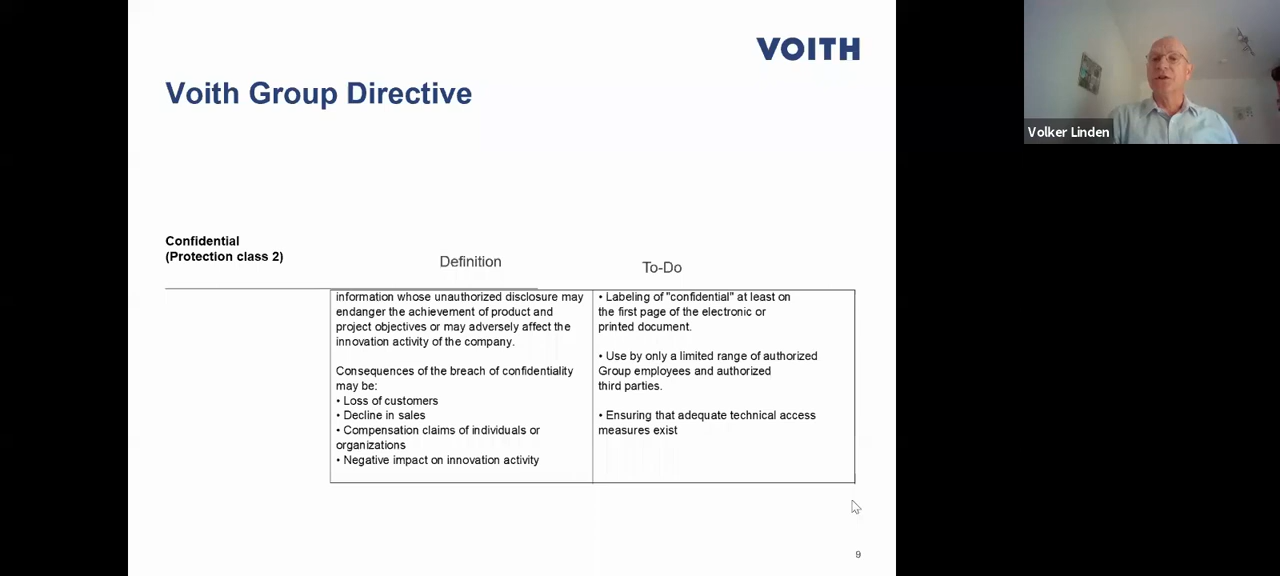 VOITH
Voith Group Directive
Volker Linden
Confidential
(Protection class 2)
Definition
To-Do
information whose unauthorized disclosure may
endanger the achievement of product and
project objectives or may adversely affect the
innovation activity of the company.
Consequences of the breach of confidentiality
may be:
• Loss of customers
• Decline in sales
• Compensation claims of individuals or
organizations
• Negative impact on innovation activity
• Labeling of "confidential" at least on
the first page of the electronic or
printed document.
• Use by only a limited range of authorized
Group employees and authorized
third parties.
• Ensuring that adequate technical access
measures exist
9